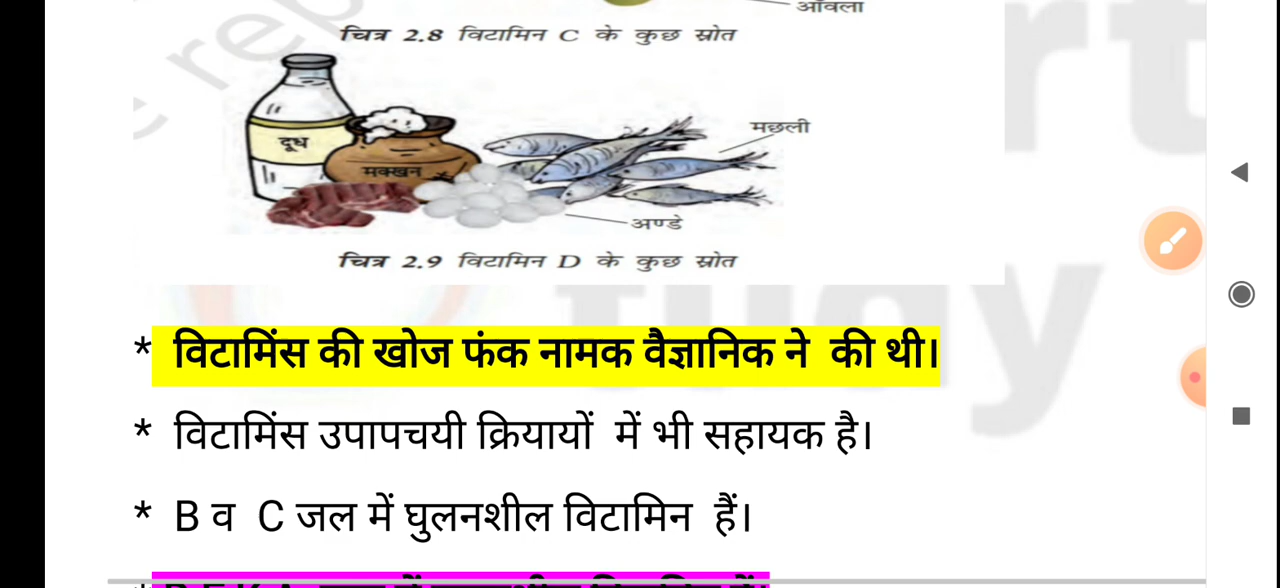 आँवला
चित्र 2.8 विटामिन C के कुछ स्रोत
दूध
मक्खन
मछली
अण्डे
चित्र 2.9 विटामिन D के कुछ स्रोत
* विटामिंस की खोज फंक नामक वैज्ञानिक ने की थी।
* विटामिंस उपापचयी क्रियायों में भी सहायक है।
* B व C जल में घुलनशील विटामिन हैं।